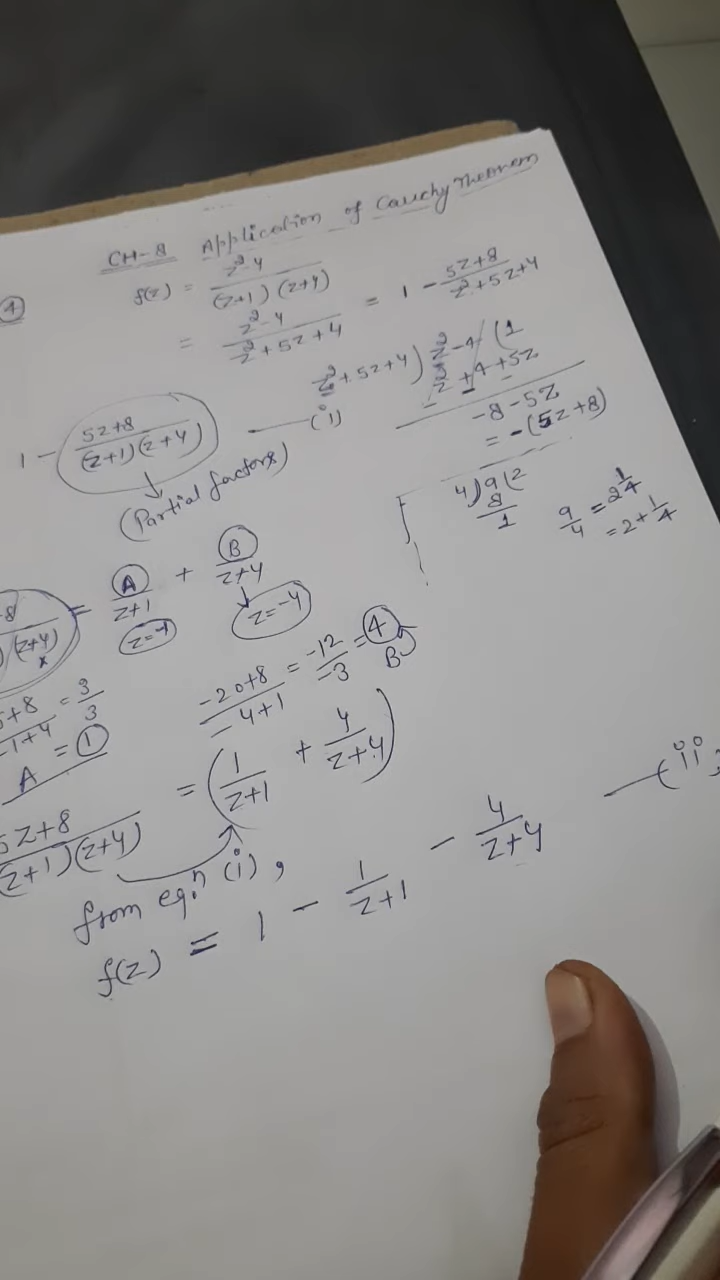 CH-8 Application of Cauchy Theorem
④ f(z) = z²-4 / (z+1)(z+4)
= z²-4 / z²+5z+4 = 1 - 5z+8 / z²+5z+4
z²+5z+4 ) z²-4 ( 1
z²+4+5z
- - -
-8-5z
= -(5z+8)
1 - 5z+8 / (z+1)(z+4) —(i)
(Partial factors)
4) 9 (2
8
1
9/4 = 2 1/4
= 2+1/4
-8 / (z+4) = A / z+1 + B / z+4
z=-1 z=-4
+8 / -1+4 = 3/3
A = 1
-20+8 / -4+1 = -12 / -3 = 4
B
5z+8 / (z+1)(z+4) = ( 1 / z+1 + 4 / z+4 )
from eqn (i),
f(z) = 1 - 1 / z+1 - 4 / z+4 —(ii)